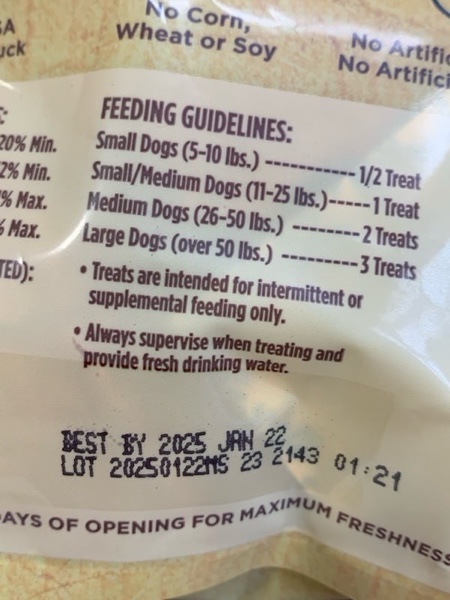 No Corn,
Wheat or Soy
No
No
FEEDING GUIDELINES:
Small Dogs (5-10 lbs.) ------------ 1/2 Treat
Small/Medium Dogs (11-25 lbs.)------1 Treat
Medium Dogs (26-50 lbs.) ---------2 Treats
Large Dogs (over 50 lbs.) ----------3 Treats
20% Min.
2% Min.
% Max.
% Max.
• Treats are intended for intermittent or
supplemental feeding only.
• Always supervise when treating and
provide fresh drinking water.
BEST BY 2025 JAN 22
LOT 20250122MS 23 2143 01:21
OF OPENING FOR MAXIMUM FRESHNESS